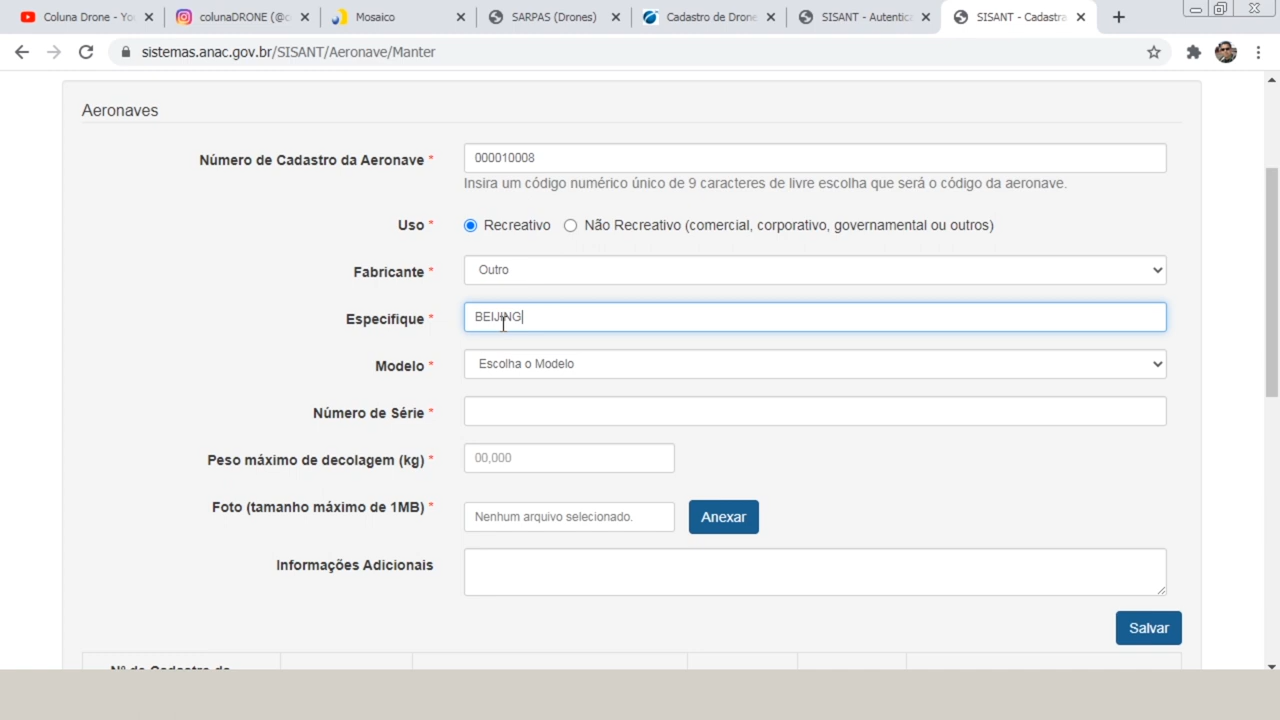 Coluna Drone - Yo
colunaDRONE (@c
Mosaico
SARPAS (Drones)
Cadastro de Drone
SISANT - Autentic
SISANT - Cadastra
sistemas.anac.gov.br/SISANT/Aeronave/Manter
Aeronaves
Número de Cadastro da Aeronave * 000010008
Insira um código numérico único de 9 caracteres de livre escolha que será o código da aeronave.
Uso * Recreativo Não Recreativo (comercial, corporativo, governamental ou outros)
Fabricante * Outro
Especifique * BEIJING
Modelo * Escolha o Modelo
Número de Série *
Peso máximo de decolagem (kg) * 00,000
Foto (tamanho máximo de 1MB) * Nenhum arquivo selecionado. Anexar
Informações Adicionais
Salvar
Nº de Cadastro da